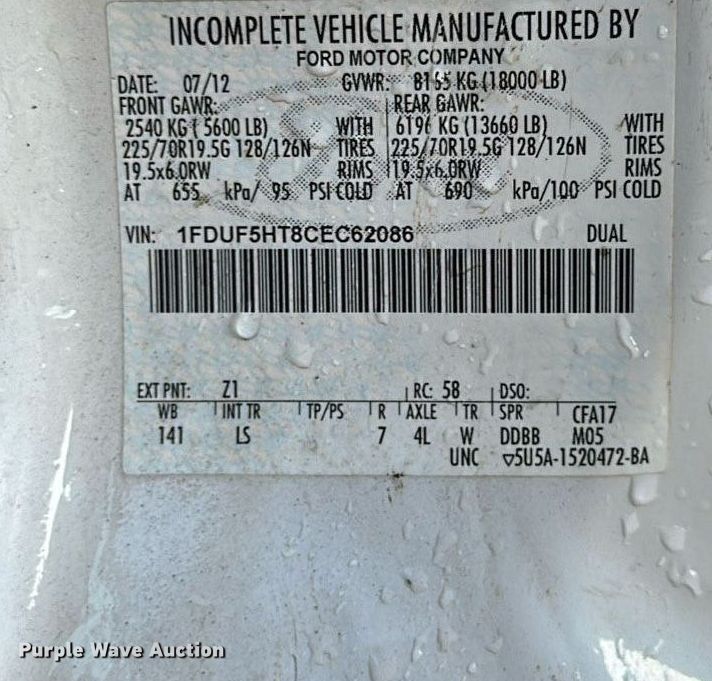 INCOMPLETE VEHICLE MANUFACTURED BY
FORD MOTOR COMPANY
DATE: 07/12 GVWR: 8165 KG (18000 LB)
FRONT GAWR: REAR GAWR:
2540 KG ( 5600 LB) WITH 6196 KG (13660 LB) WITH
225/70R19.5G 128/126N TIRES 225/70R19.5G 128/126N TIRES
19.5x6.0RW RIMS 19.5x6.0RW RIMS
AT 655 kPa/ 95 PSI COLD AT 690 kPa/100 PSI COLD
VIN: 1FDUF5HT8CEC62086 DUAL
EXT PNT: Z1 RC: 58 DSO:
WB INT TR TP/PS R AXLE TR SPR CFA17
141 LS 7 4L W DDBB M05
UNC ▽5U5A-1520472-BA
Purple Wave Auction